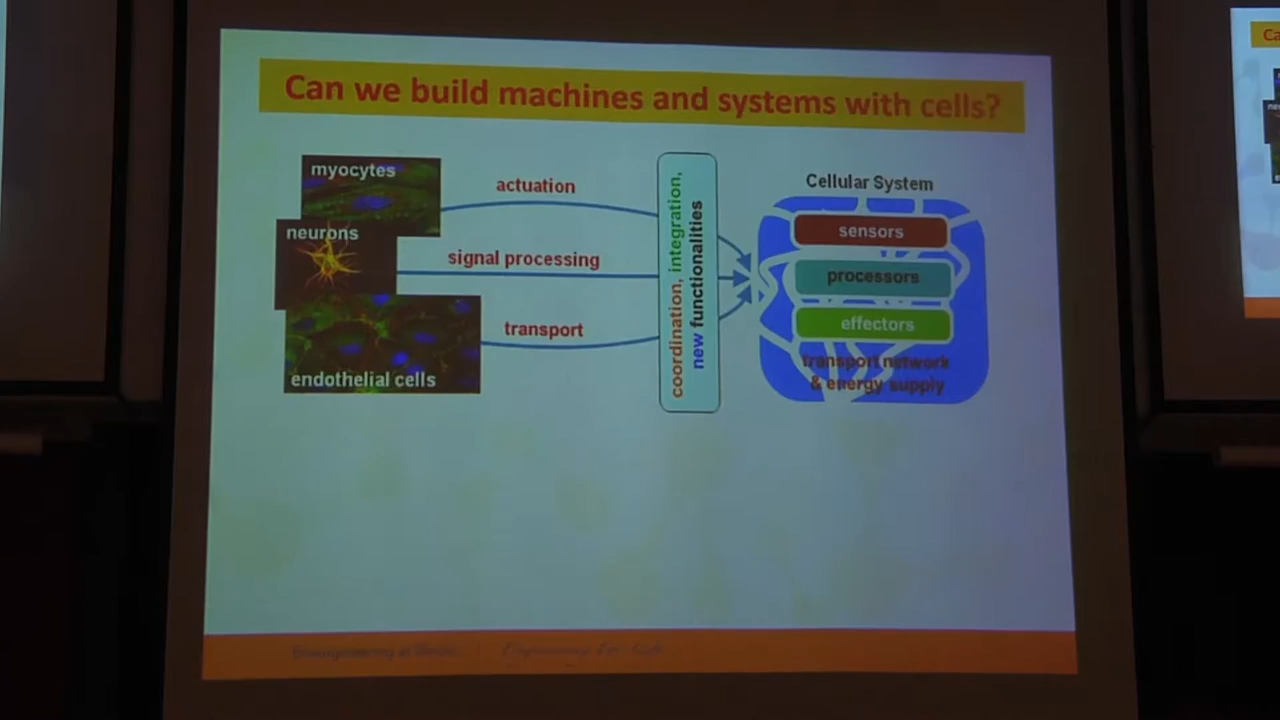 Can we build machines and systems with cells?
myocytes
neurons
endothelial cells
actuation
signal processing
transport
coordination, integration,
new functionalities
Cellular System
sensors
processors
effectors
transport network
& energy supply
Ca